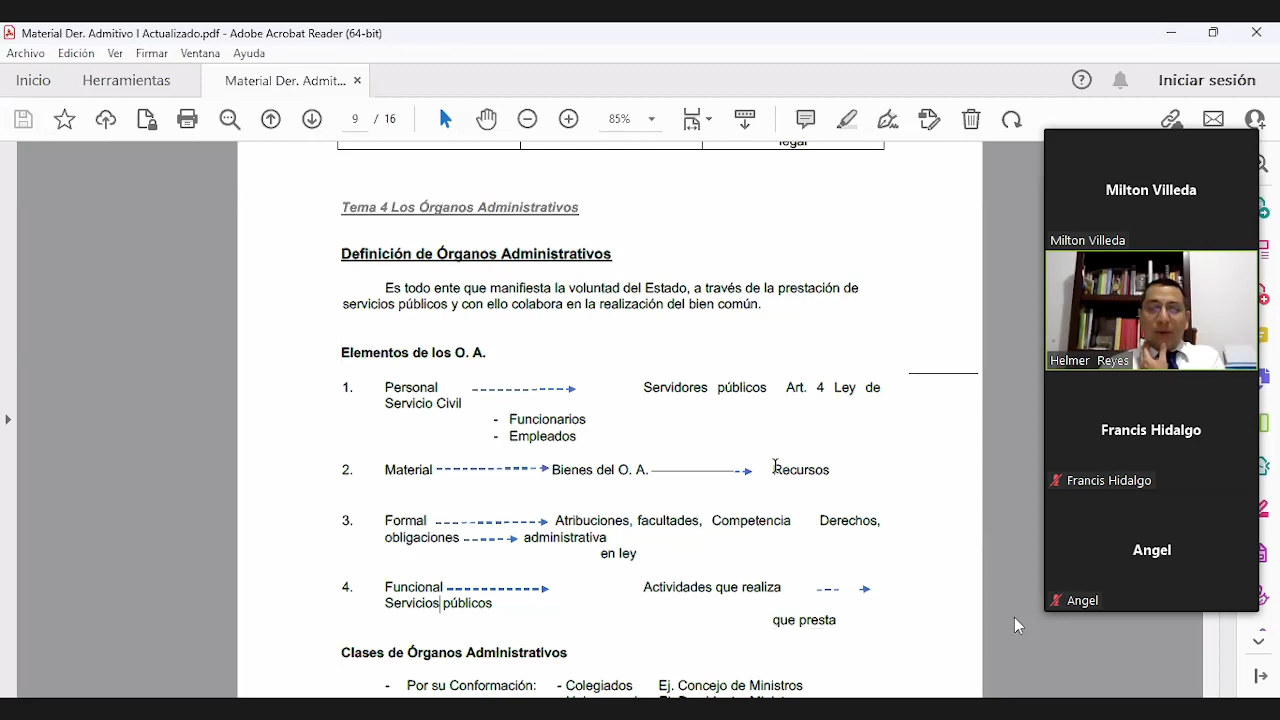 Material Der. Admitivo I Actualizado.pdf - Adobe Acrobat Reader (64-bit)
Archivo Edición Ver Firmar Ventana Ayuda
Inicio Herramientas Material Der. Admit... × Iniciar sesión
9 / 16 85%
legal
Tema 4 Los Órganos Administrativos
Definición de Órganos Administrativos
Es todo ente que manifiesta la voluntad del Estado, a través de la prestación de
servicios públicos y con ello colabora en la realización del bien común.
Elementos de los O. A.
1. Personal Servidores públicos Art. 4 Ley de
Servicio Civil
- Funcionarios
- Empleados
2. Material Bienes del O. A. Recursos
3. Formal Atribuciones, facultades, Competencia Derechos,
obligaciones administrativa
en ley
4. Funcional Actividades que realiza
Servicios públicos
que presta
Clases de Órganos Administrativos
- Por su Conformación: - Colegiados Ej. Concejo de Ministros
Milton Villeda
Milton Villeda
Helmer Reyes
Francis Hidalgo
Francis Hidalgo
Angel
Angel